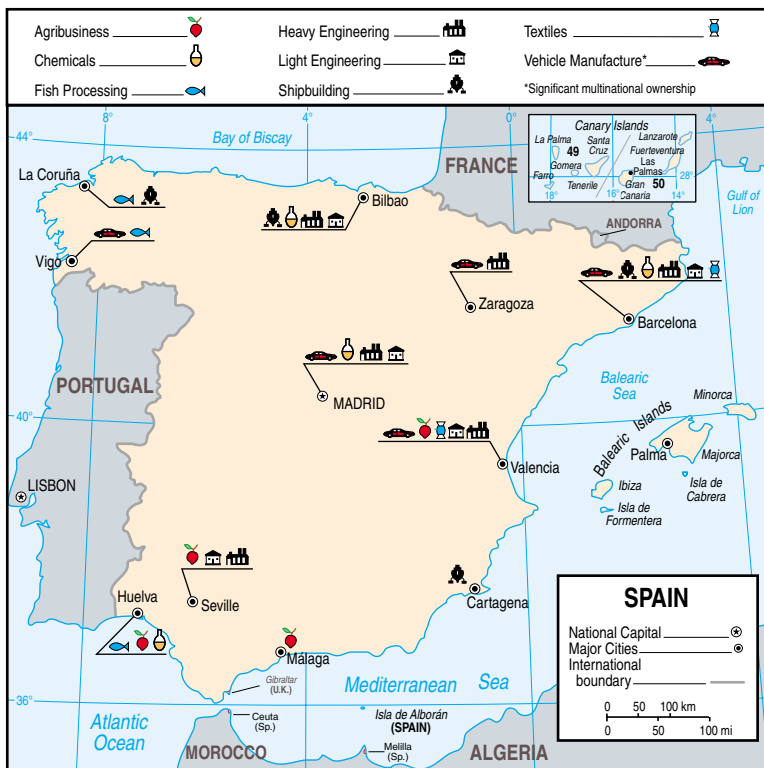 Agribusiness
Heavy Engineering
Textiles
Chemicals
Light Engineering
Vehicle Manufacture*
Fish Processing
Shipbuilding
*Significant multinational ownership
8°
4°
0°
4°
44°
Bay of Biscay
FRANCE
Canary Islands
La Palma
49
Santa
Cruz
Lanzarote
Fuerteventura
Gomera
Las
Palmas
Farro
Tenerife
Gran
Canaria
50
28°
18°
16°
14°
Gulf of
Lion
ANDORRA
La Coruña
Bilbao
Vigo
Zaragoza
Barcelona
PORTUGAL
MADRID
Balearic
Sea
Minorca
40°
Balearic Islands
Palma
Majorca
Valencia
LISBON
Ibiza
Isla de
Cabrera
Isla de
Formentera
Huelva
Seville
Cartagena
Málaga
SPAIN
National Capital
Major Cities
International
boundary
0 50 100 km
0 50 100 mi
Gibraltar
(U.K.)
Mediterranean Sea
36°
Atlantic
Ocean
Ceuta
(Sp.)
Isla de Alborán
(SPAIN)
MOROCCO
Melilla
(Sp.)
ALGERIA